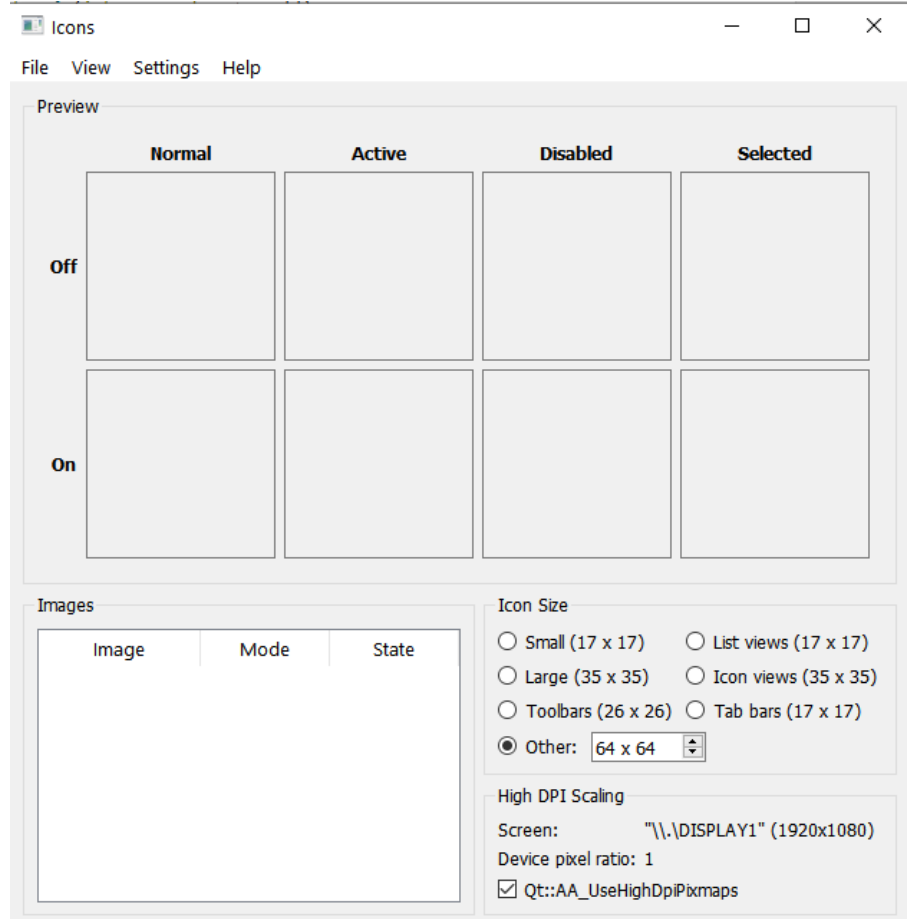 Icons
File View Settings Help
Preview
Normal Active Disabled Selected
Off
On
Images
Image Mode State
Icon Size
Small (17 x 17) List views (17 x 17)
Large (35 x 35) Icon views (35 x 35)
Toolbars (26 x 26) Tab bars (17 x 17)
Other: 64 x 64
High DPI Scaling
Screen: "\\.\DISPLAY1" (1920x1080)
Device pixel ratio: 1
Qt::AA_UseHighDpiPixmaps